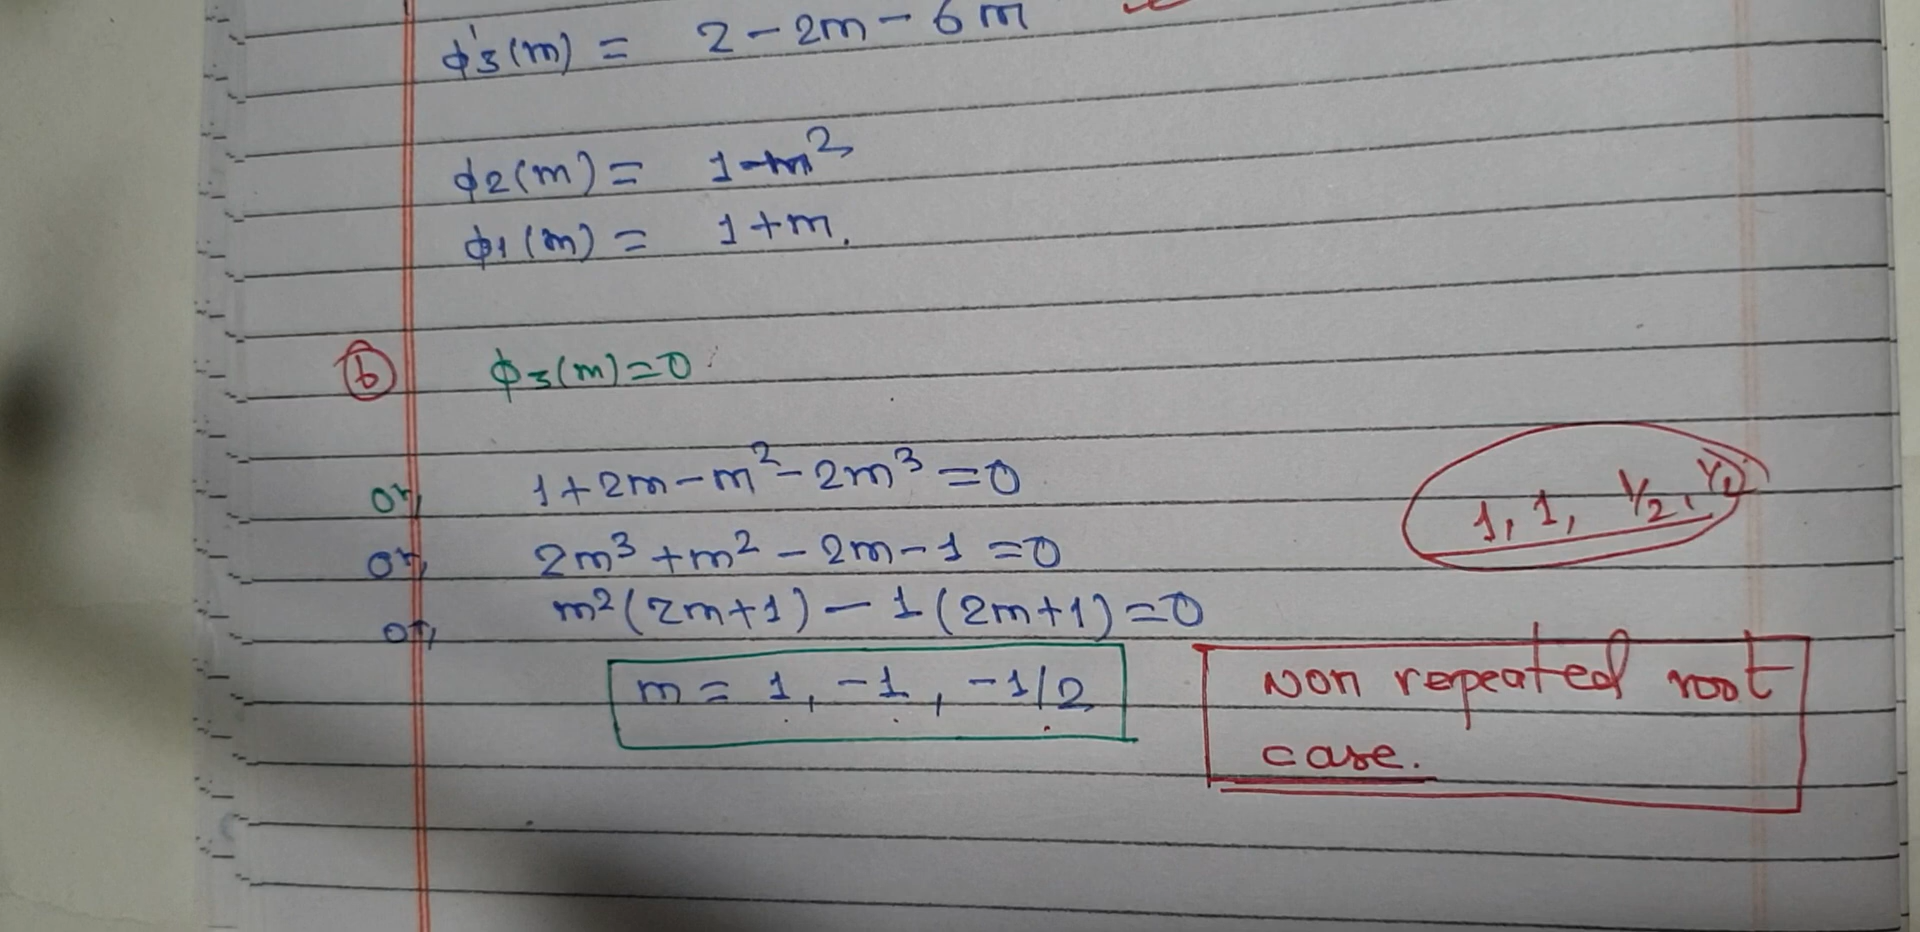 ϕ'3(m) = 2 - 2m - 6m
ϕ2(m) = 1-m²
ϕ1(m) = 1+m.
(b) ϕ3(m)=0
or, 1+2m-m²-2m³=0
or, 2m³+m²-2m-1=0
1, 1, 1/2, 1/2
or, m²(2m+1)-1(2m+1)=0
m = 1, -1, -1/2
Non repeated root
case.